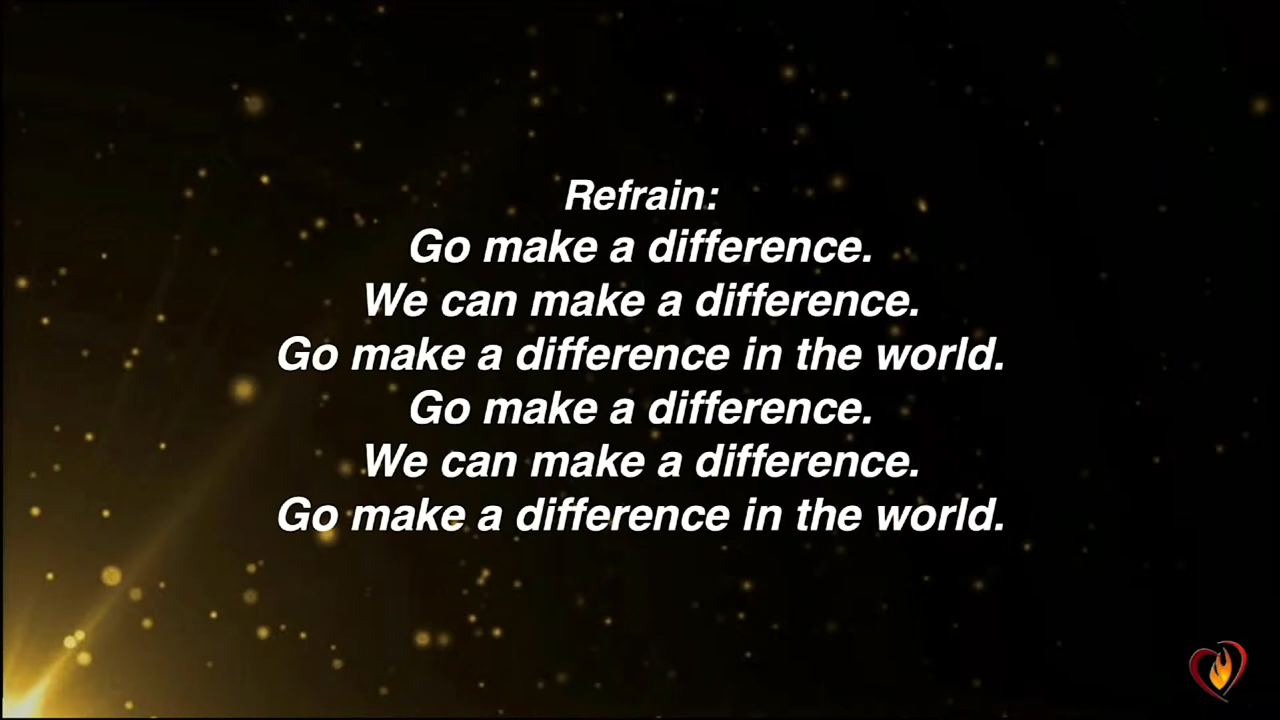 Refrain:
Go make a difference.
We can make a difference.
Go make a difference in the world.
Go make a difference.
We can make a difference.
Go make a difference in the world.